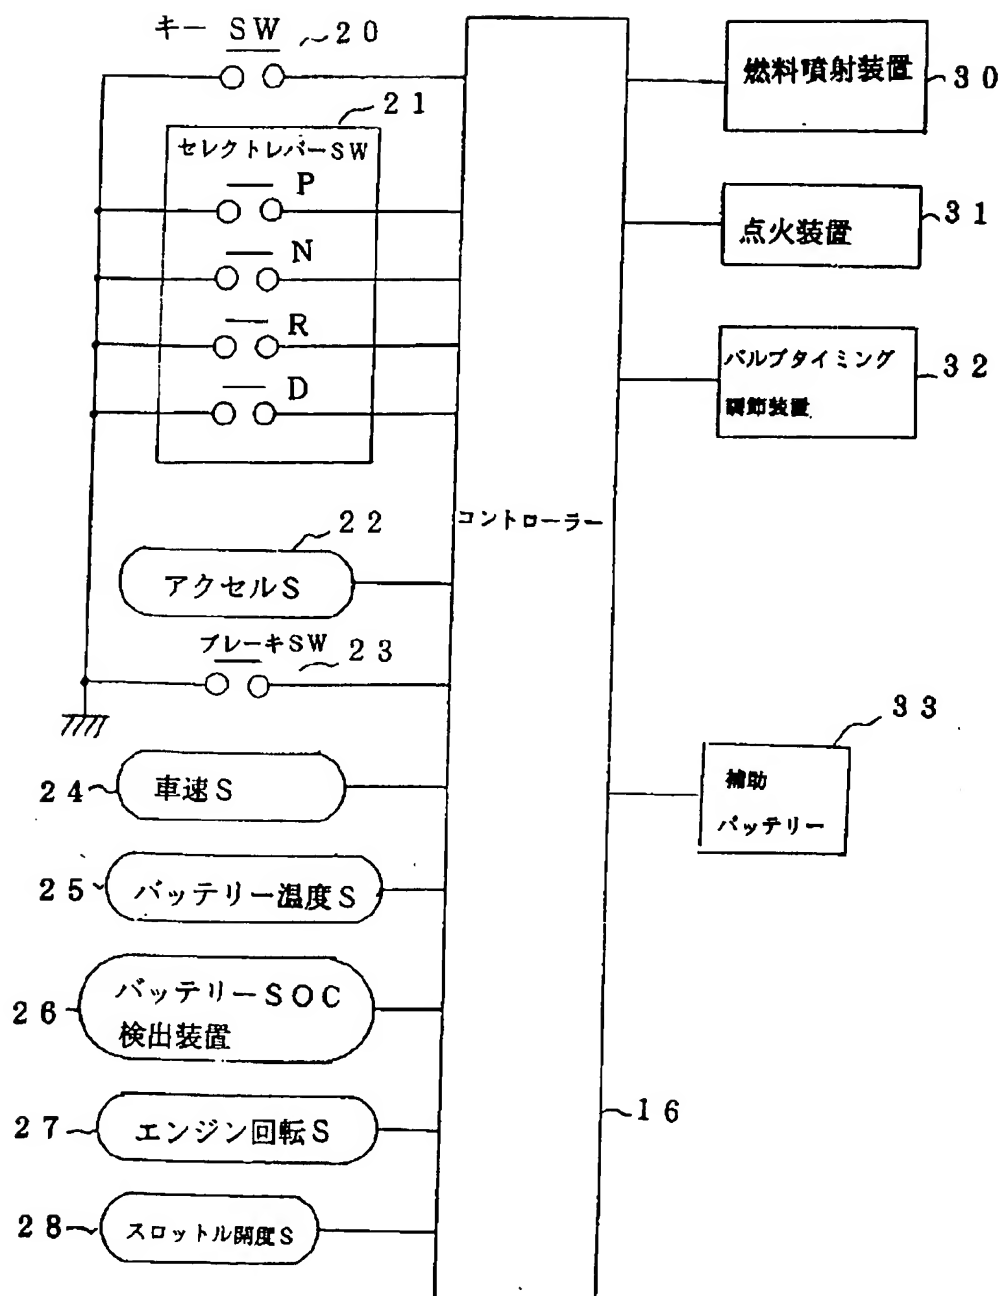 キー SW
20
21
セレクトレバーSW
P
N
R
D
22
アクセルS
ブレーキSW
23
24
車速S
25
バッテリー温度S
26
バッテリーSOC
検出装置
27
エンジン回転S
28
スロットル開度S
コントローラー
16
燃料噴射装置
30
点火装置
31
バルブタイミング
調節装置
32
33
補助
バッテリー